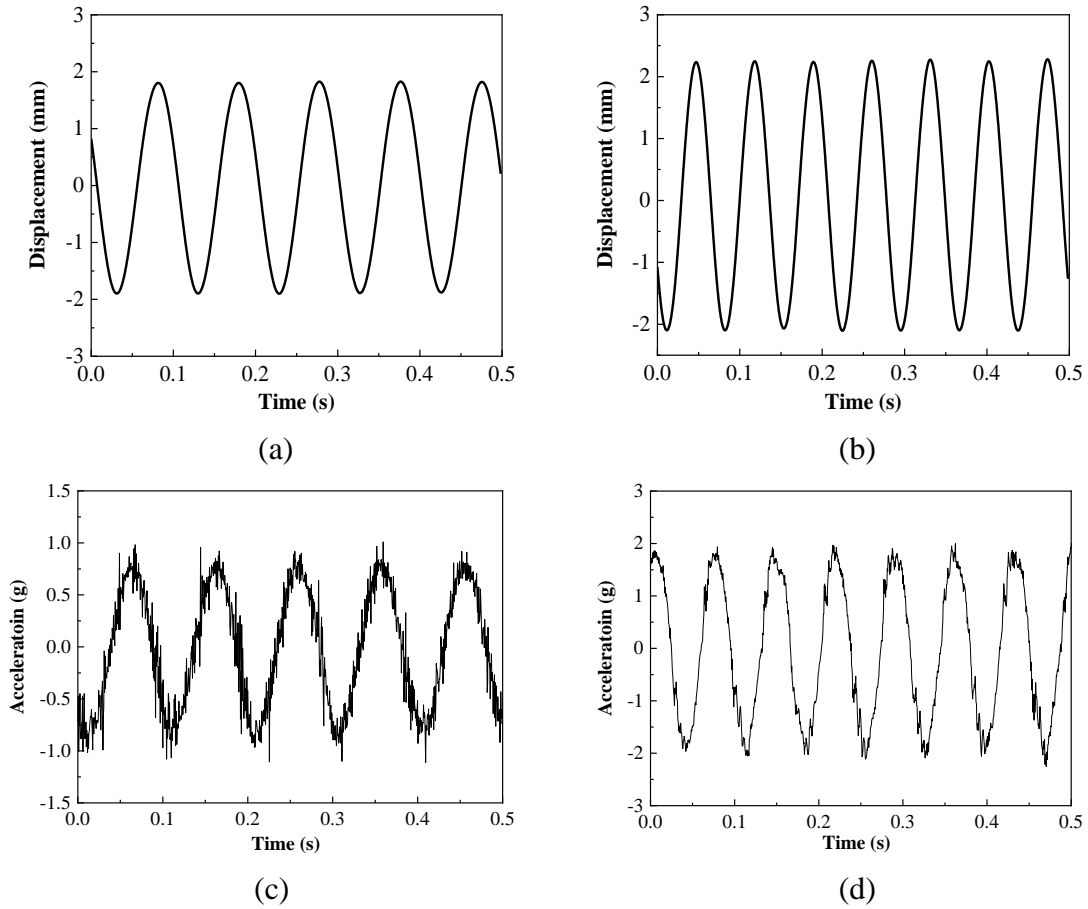 3
2
1
0
-1
-2
-3
Displacement (mm)
0.0 0.1 0.2 0.3 0.4 0.5
Time (s)
(a)
3
2
1
0
-1
-2
Displacement (mm)
0.0 0.1 0.2 0.3 0.4 0.5
Time (s)
(b)
1.5
1.0
0.5
0.0
-0.5
-1.0
-1.5
Acceleratoin (g)
0.0 0.1 0.2 0.3 0.4 0.5
Time (s)
(c)
3
2
1
0
-1
-2
-3
Acceleratoin (g)
0.0 0.1 0.2 0.3 0.4 0.5
Time (s)
(d)